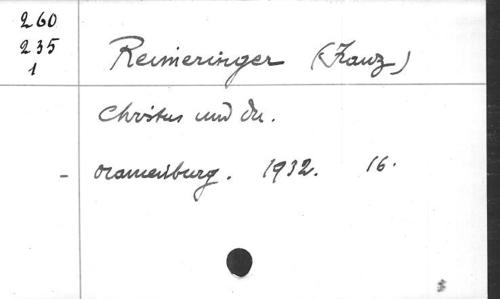 260
235
1
Reimeringer (Franz)
Christus und du.
- Oranienburg. 1932. 16.